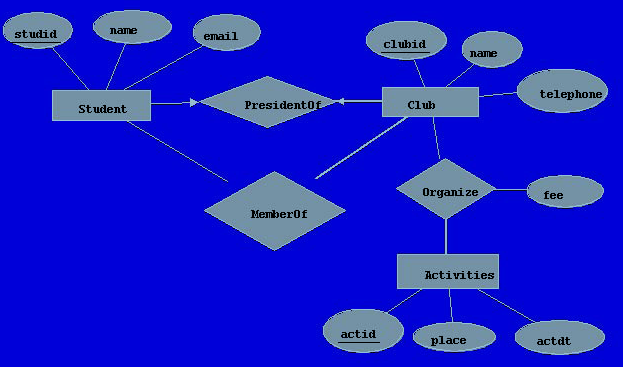 studid
name
email
clubid
name
telephone
Student
PresidentOf
Club
MemberOf
Organize
fee
Activities
actid
place
actdt